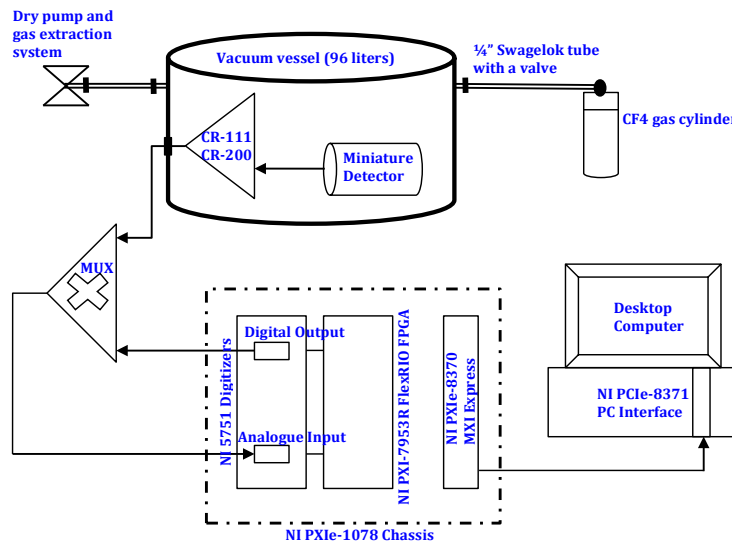 Dry pump and
gas extraction
system
Vacuum vessel (96 liters)
¼” Swagelok tube
with a valve
CF4 gas cylinder
CR-111
CR-200
Miniature
Detector
MUX
Desktop
Computer
NI PCIe-8371
PC Interface
NI 5751 Digitizers
Digital Output
Analogue Input
NI PXI-7953R FlexRIO FPGA
NI PXIe-8370
MXI Express
NI PXIe-1078 Chassis